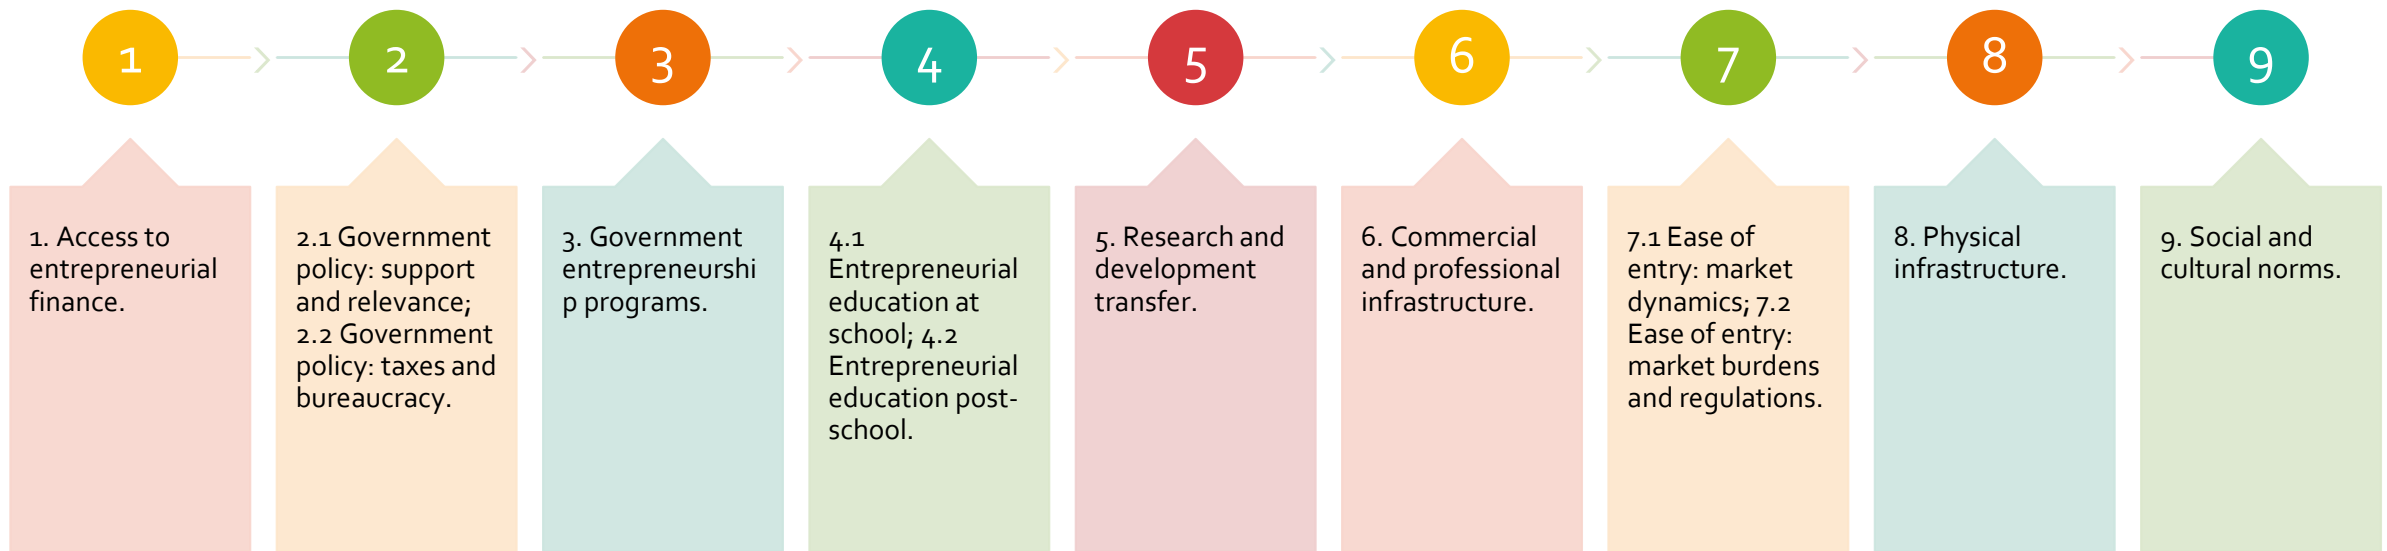 1
2
3
4
5
6
7
8
9
1. Access to
entrepreneurial
finance.
2.1 Government
policy: support
and relevance;
2.2 Government
policy: taxes and
bureaucracy.
3. Government
entrepreneurshi
p programs.
4.1
Entrepreneurial
education at
school; 4.2
Entrepreneurial
education post-
school.
5. Research and
development
transfer.
6. Commercial
and professional
infrastructure.
7.1 Ease of
entry: market
dynamics; 7.2
Ease of entry:
market burdens
and regulations.
8. Physical
infrastructure.
9. Social and
cultural norms.